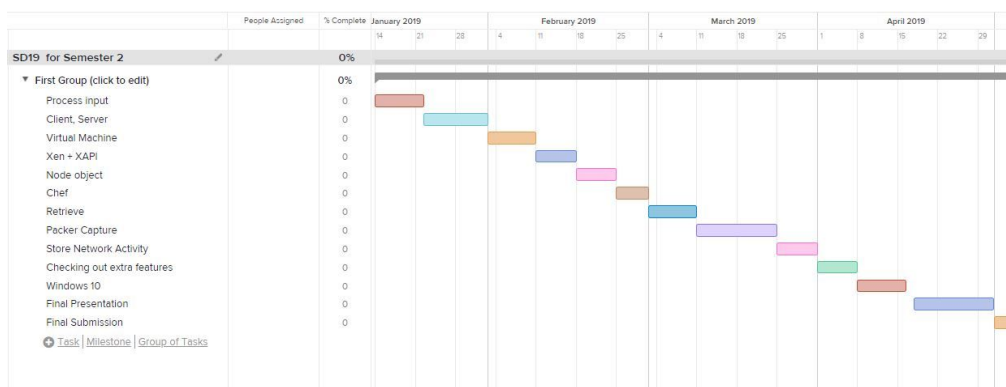 People Assigned % Complete January 2019 February 2019 March 2019 April 2019
14 21 28 4 11 18 25 4 11 18 25 1 8 15 22 29
SD19 for Semester 2 0%
First Group (click to edit) 0%
Process input 0
Client, Server 0
Virtual Machine 0
Xen + XAPI 0
Node object 0
Chef 0
Retrieve 0
Packer Capture 0
Store Network Activity 0
Checking out extra features 0
Windows 10 0
Final Presentation 0
Final Submission 0
Task | Milestone | Group of Tasks